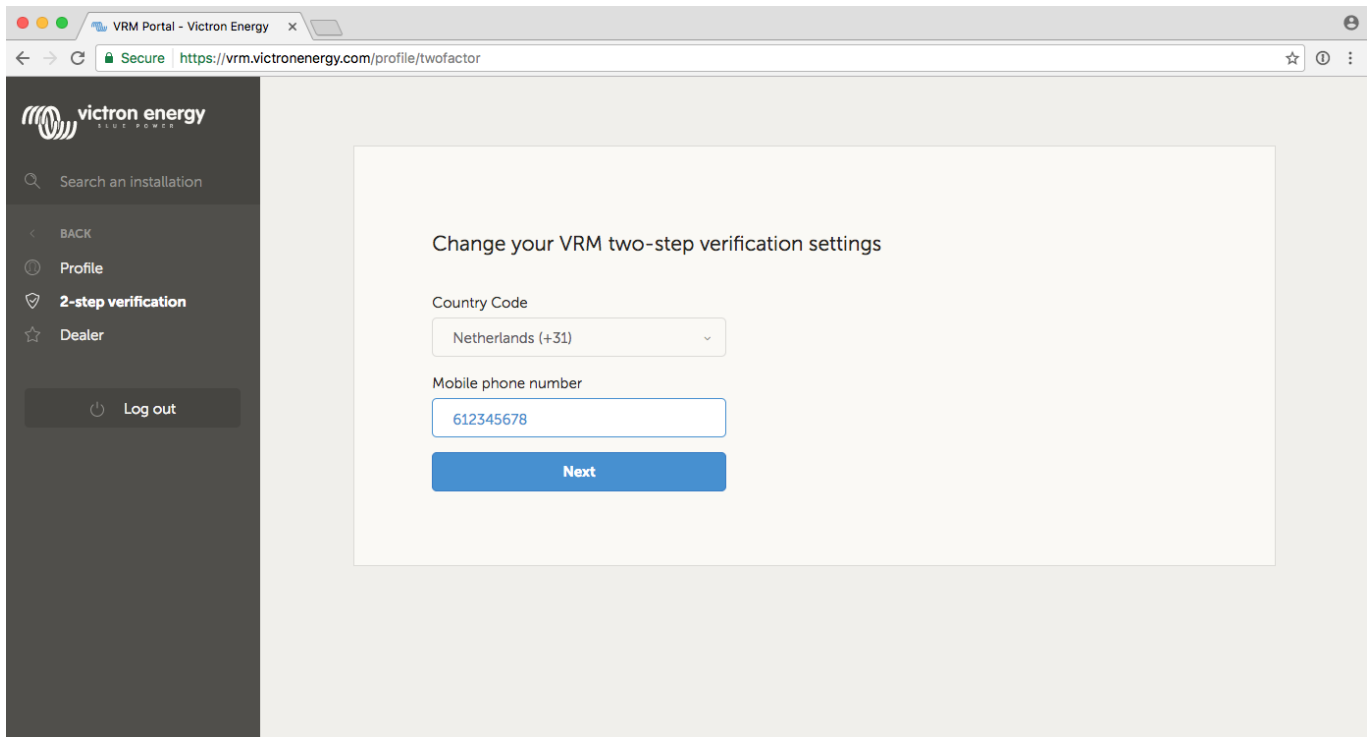 VRM Portal - Victron Energy
Secure https://vrm.victronenergy.com/profile/twofactor
victron energy
BLUE POWER
Search an installation
BACK
Profile
2-step verification
Dealer
Log out
Change your VRM two-step verification settings
Country Code
Netherlands (+31)
Mobile phone number
612345678
Next